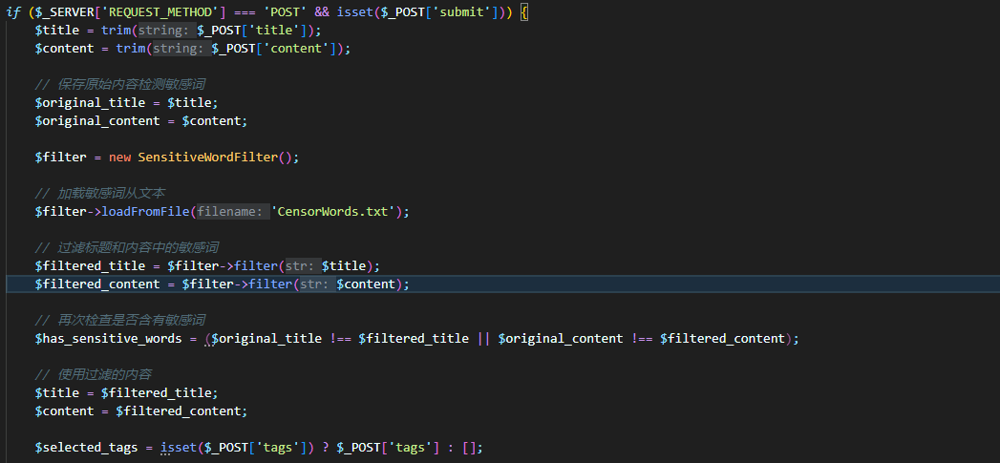 if ($_SERVER['REQUEST_METHOD'] === 'POST' && isset($_POST['submit'])) {
$title = trim(string: $_POST['title']);
$content = trim(string: $_POST['content']);
// 保存原始内容检测敏感词
$original_title = $title;
$original_content = $content;
$filter = new SensitiveWordFilter();
// 加载敏感词从文本
$filter->loadFromFile(filename: 'CensorWords.txt');
// 过滤标题和内容中的敏感词
$filtered_title = $filter->filter(str: $title);
$filtered_content = $filter->filter(str: $content);
// 再次检查是否含有敏感词
$has_sensitive_words = ($original_title !== $filtered_title || $original_content !== $filtered_content);
// 使用过滤的内容
$title = $filtered_title;
$content = $filtered_content;
$selected_tags = isset($_POST['tags']) ? $_POST['tags'] : [];